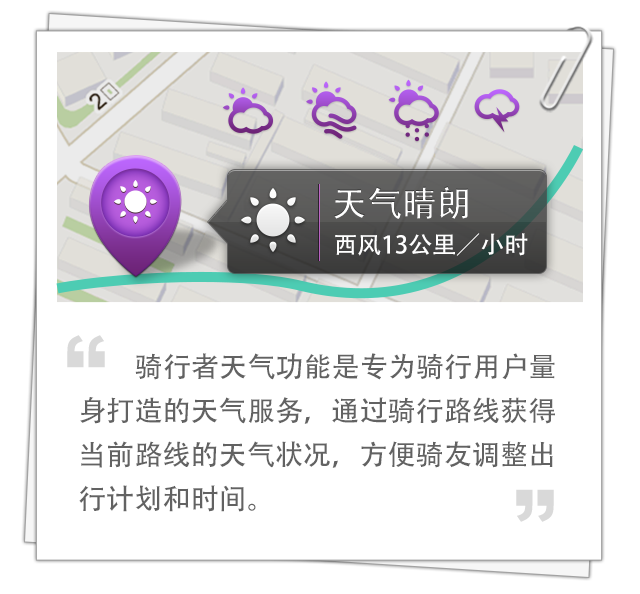 2
天气晴朗
西风13公里／小时
“
骑行者天气功能是专为骑行用户量
身打造的天气服务，通过骑行路线获得
当前路线的天气状况，方便骑友调整出
行计划和时间。
”